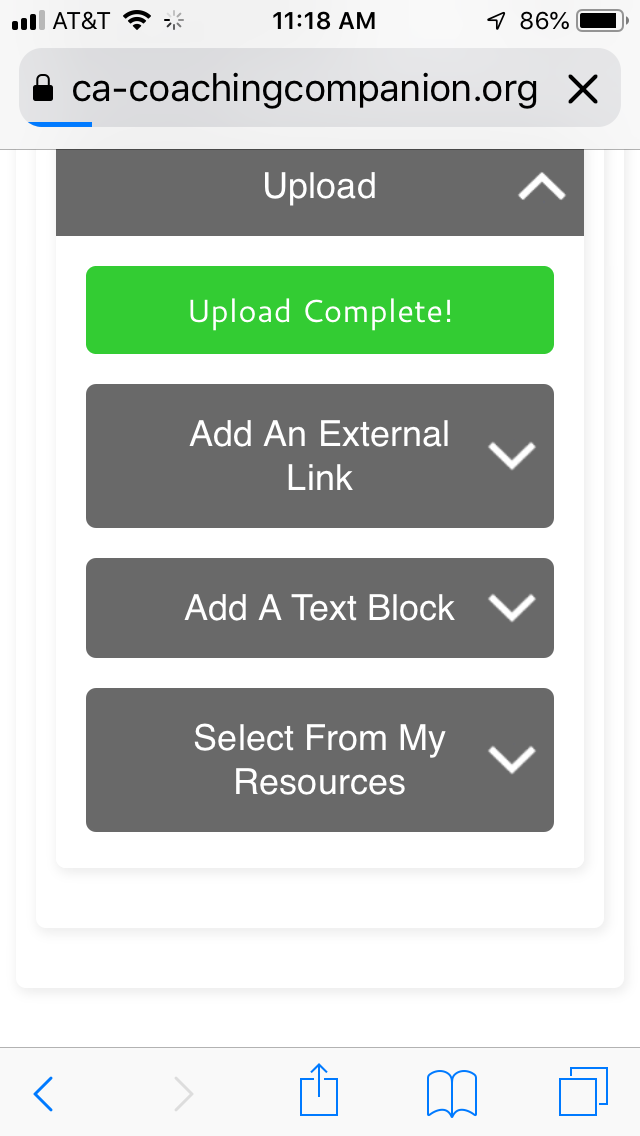 AT&T 11:18 AM 86%
ca-coachingcompanion.org
Upload
Upload Complete!
Add An External
Link
Add A Text Block
Select From My
Resources